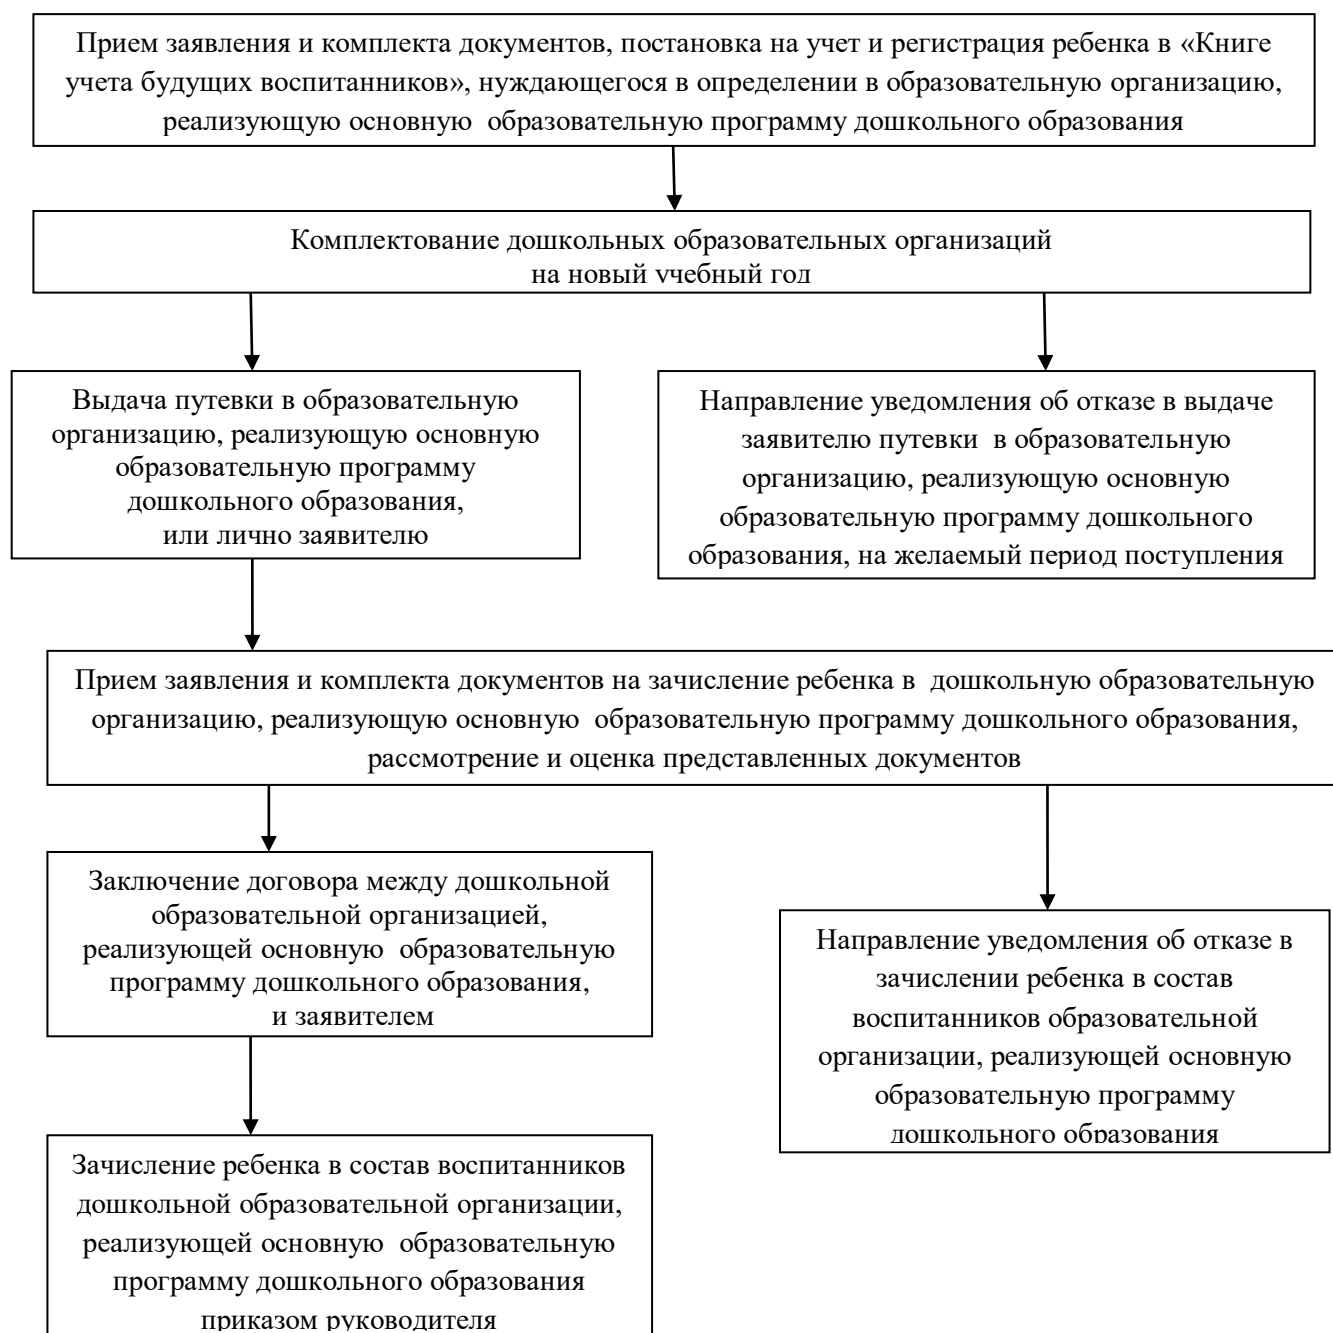 Прием заявления и комплекта документов, постановка на учет и регистрация ребенка в «Книге
учета будущих воспитанников», нуждающегося в определении в образовательную организацию,
реализующую основную образовательную программу дошкольного образования
Комплектование дошкольных образовательных организаций
на новый учебный год
Выдача путевки в образовательную
организацию, реализующую основную
образовательную программу
дошкольного образования,
или лично заявителю
Направление уведомления об отказе в выдаче
заявителю путевки в образовательную
организацию, реализующую основную
образовательную программу дошкольного
образования, на желаемый период поступления
Прием заявления и комплекта документов на зачисление ребенка в дошкольную образовательную
организацию, реализующую основную образовательную программу дошкольного образования,
рассмотрение и оценка представленных документов
Заключение договора между дошкольной
образовательной организацией,
реализующей основную образовательную
программу дошкольного образования,
и заявителем
Направление уведомления об отказе в
зачислении ребенка в состав
воспитанников образовательной
организации, реализующей основную
образовательную программу
дошкольного образования
Зачисление ребенка в состав воспитанников
дошкольной образовательной организации,
реализующей основную образовательную
программу дошкольного образования
приказом руководителя